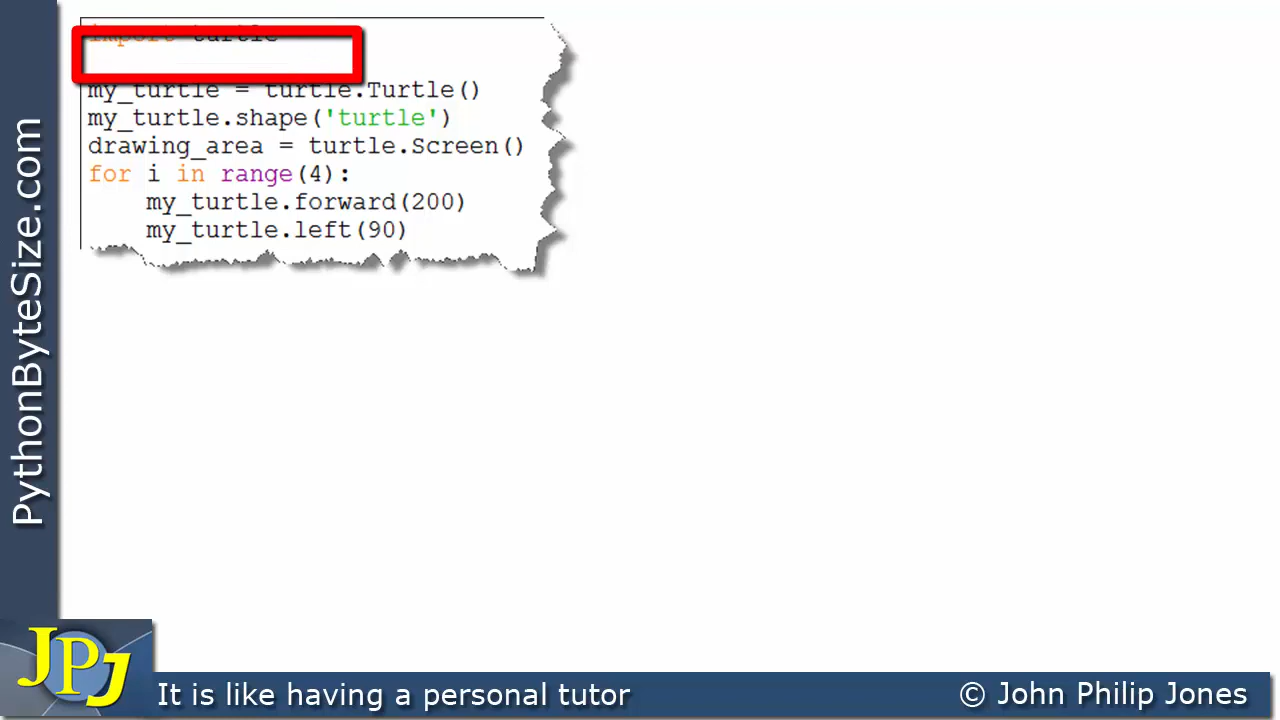 import turtle
my_turtle = turtle.Turtle()
my_turtle.shape('turtle')
drawing_area = turtle.Screen()
for i in range(4):
    my_turtle.forward(200)
    my_turtle.left(90)
PythonByteSize.com
JPJ
It is like having a personal tutor
© John Philip Jones